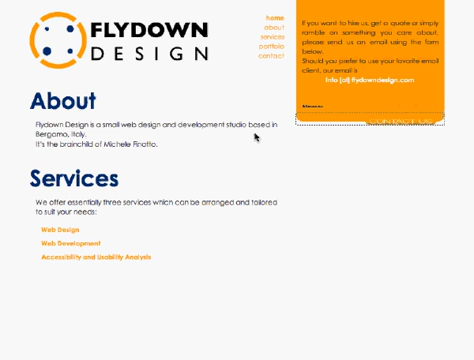 FLYDOWN
DESIGN
home
about
services
portfolio
contact
If you want to hire us, get a quote or simply
ramble on something you care about,
please send us an email using the form
below.
Should you prefer to use your favorite email
client, our email is
info [at] flydowndesign.com
About
Flydown Design is a small web design and development studio based in
Bergamo, Italy.
It's the brainchild of Michele Finotto.
Services
We offer essentially three services which can be arranged and tailored
to suit your needs:
Web Design
Web Development
Accessibility and Usability Analysis